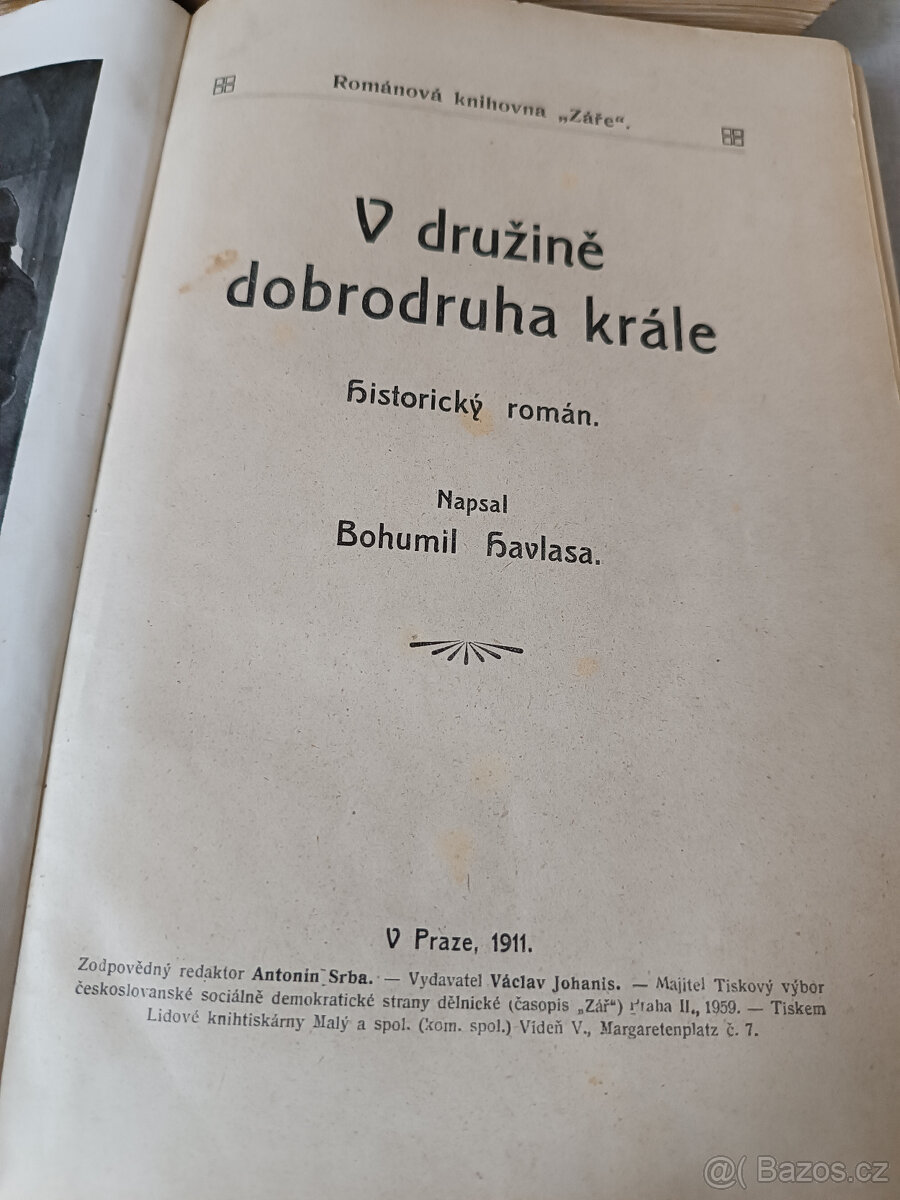 Románová knihovna „Záře“.
V družině
dobrodruha krále
Historický román.
Napsal
Bohumil Havlasa.
V Praze, 1911.
Zodpovědný redaktor Antonín Srba. — Vydavatel Václav Johanis. — Majitel Tiskový výbor
českoslovanské sociálně demokratické strany dělnické (časopis „Zář“) Praha II., 1959. — Tiskem
Lidové knihtiskárny Malý a spol. (kom. spol.) Videň V., Margaretenplatz č. 7.
@( Bazos.cz